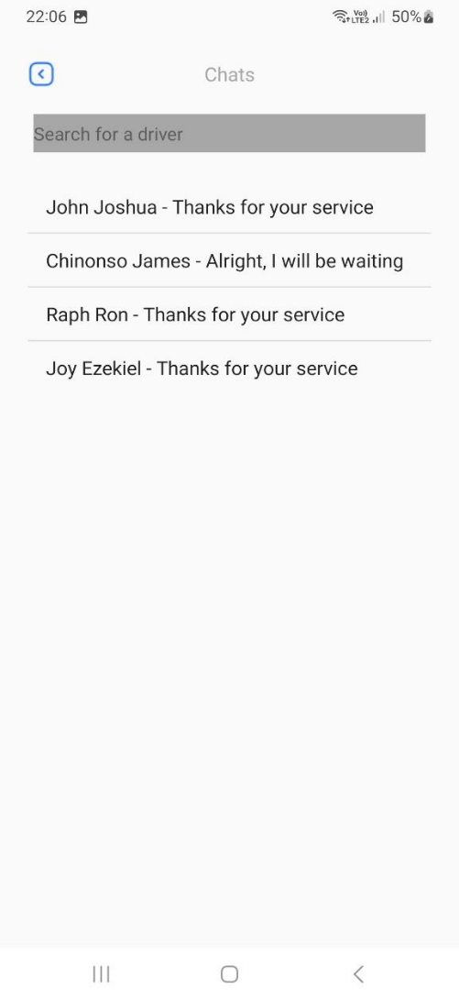 22:06
Vo) LTE2 50%
Chats
Search for a driver
John Joshua - Thanks for your service
Chinonso James - Alright, I will be waiting
Raph Ron - Thanks for your service
Joy Ezekiel - Thanks for your service